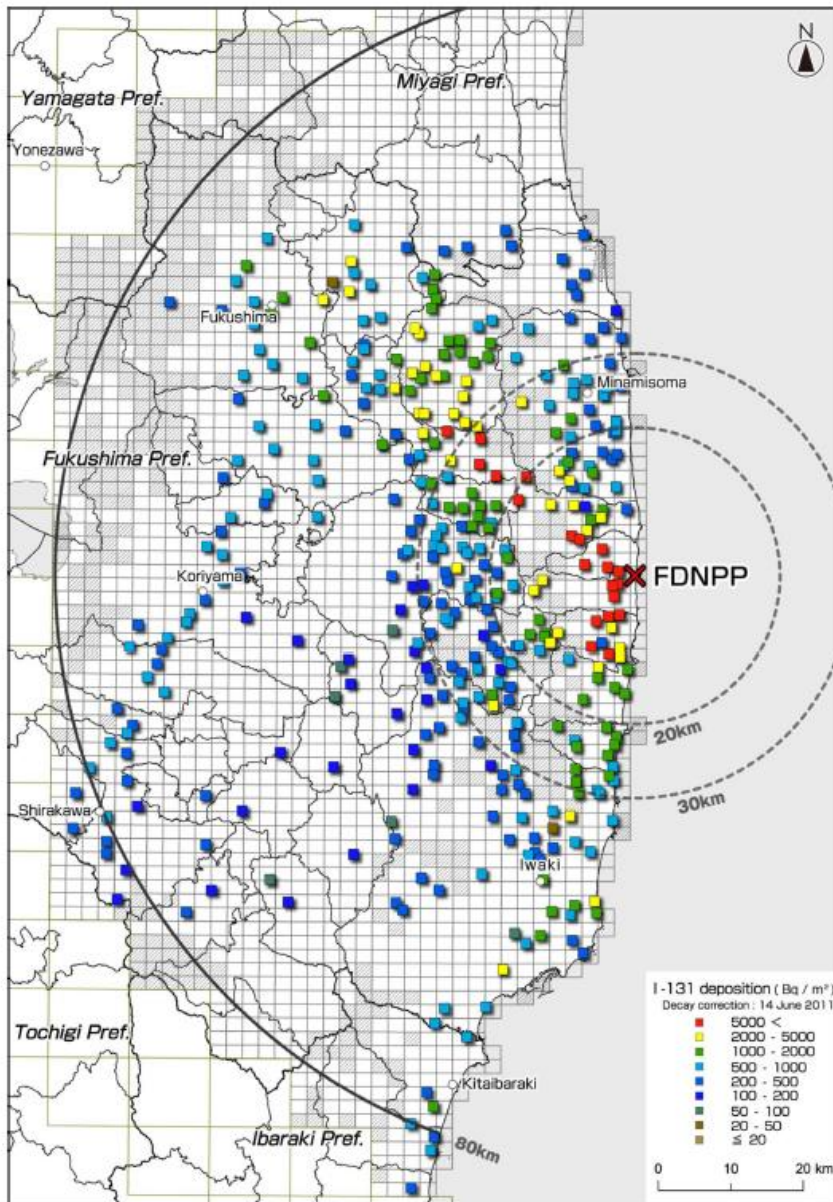 N
Miyagi Pref.
Yamagata Pref.
Yonezawa
Fukushima
Minamisoma
Fukushima Pref.
Koriyama
FDNPP
20km
30km
Shirakawa
Iwaki
I-131 deposition ( Bq / m² )
Decay correction : 14 June 2011
5000 <
2000 - 5000
1000 - 2000
500 - 1000
200 - 500
100 - 200
50 - 100
20 - 50
≦ 20
Tochigi Pref.
Kitaibaraki
Ibaraki Pref.
80km
0 10 20 km